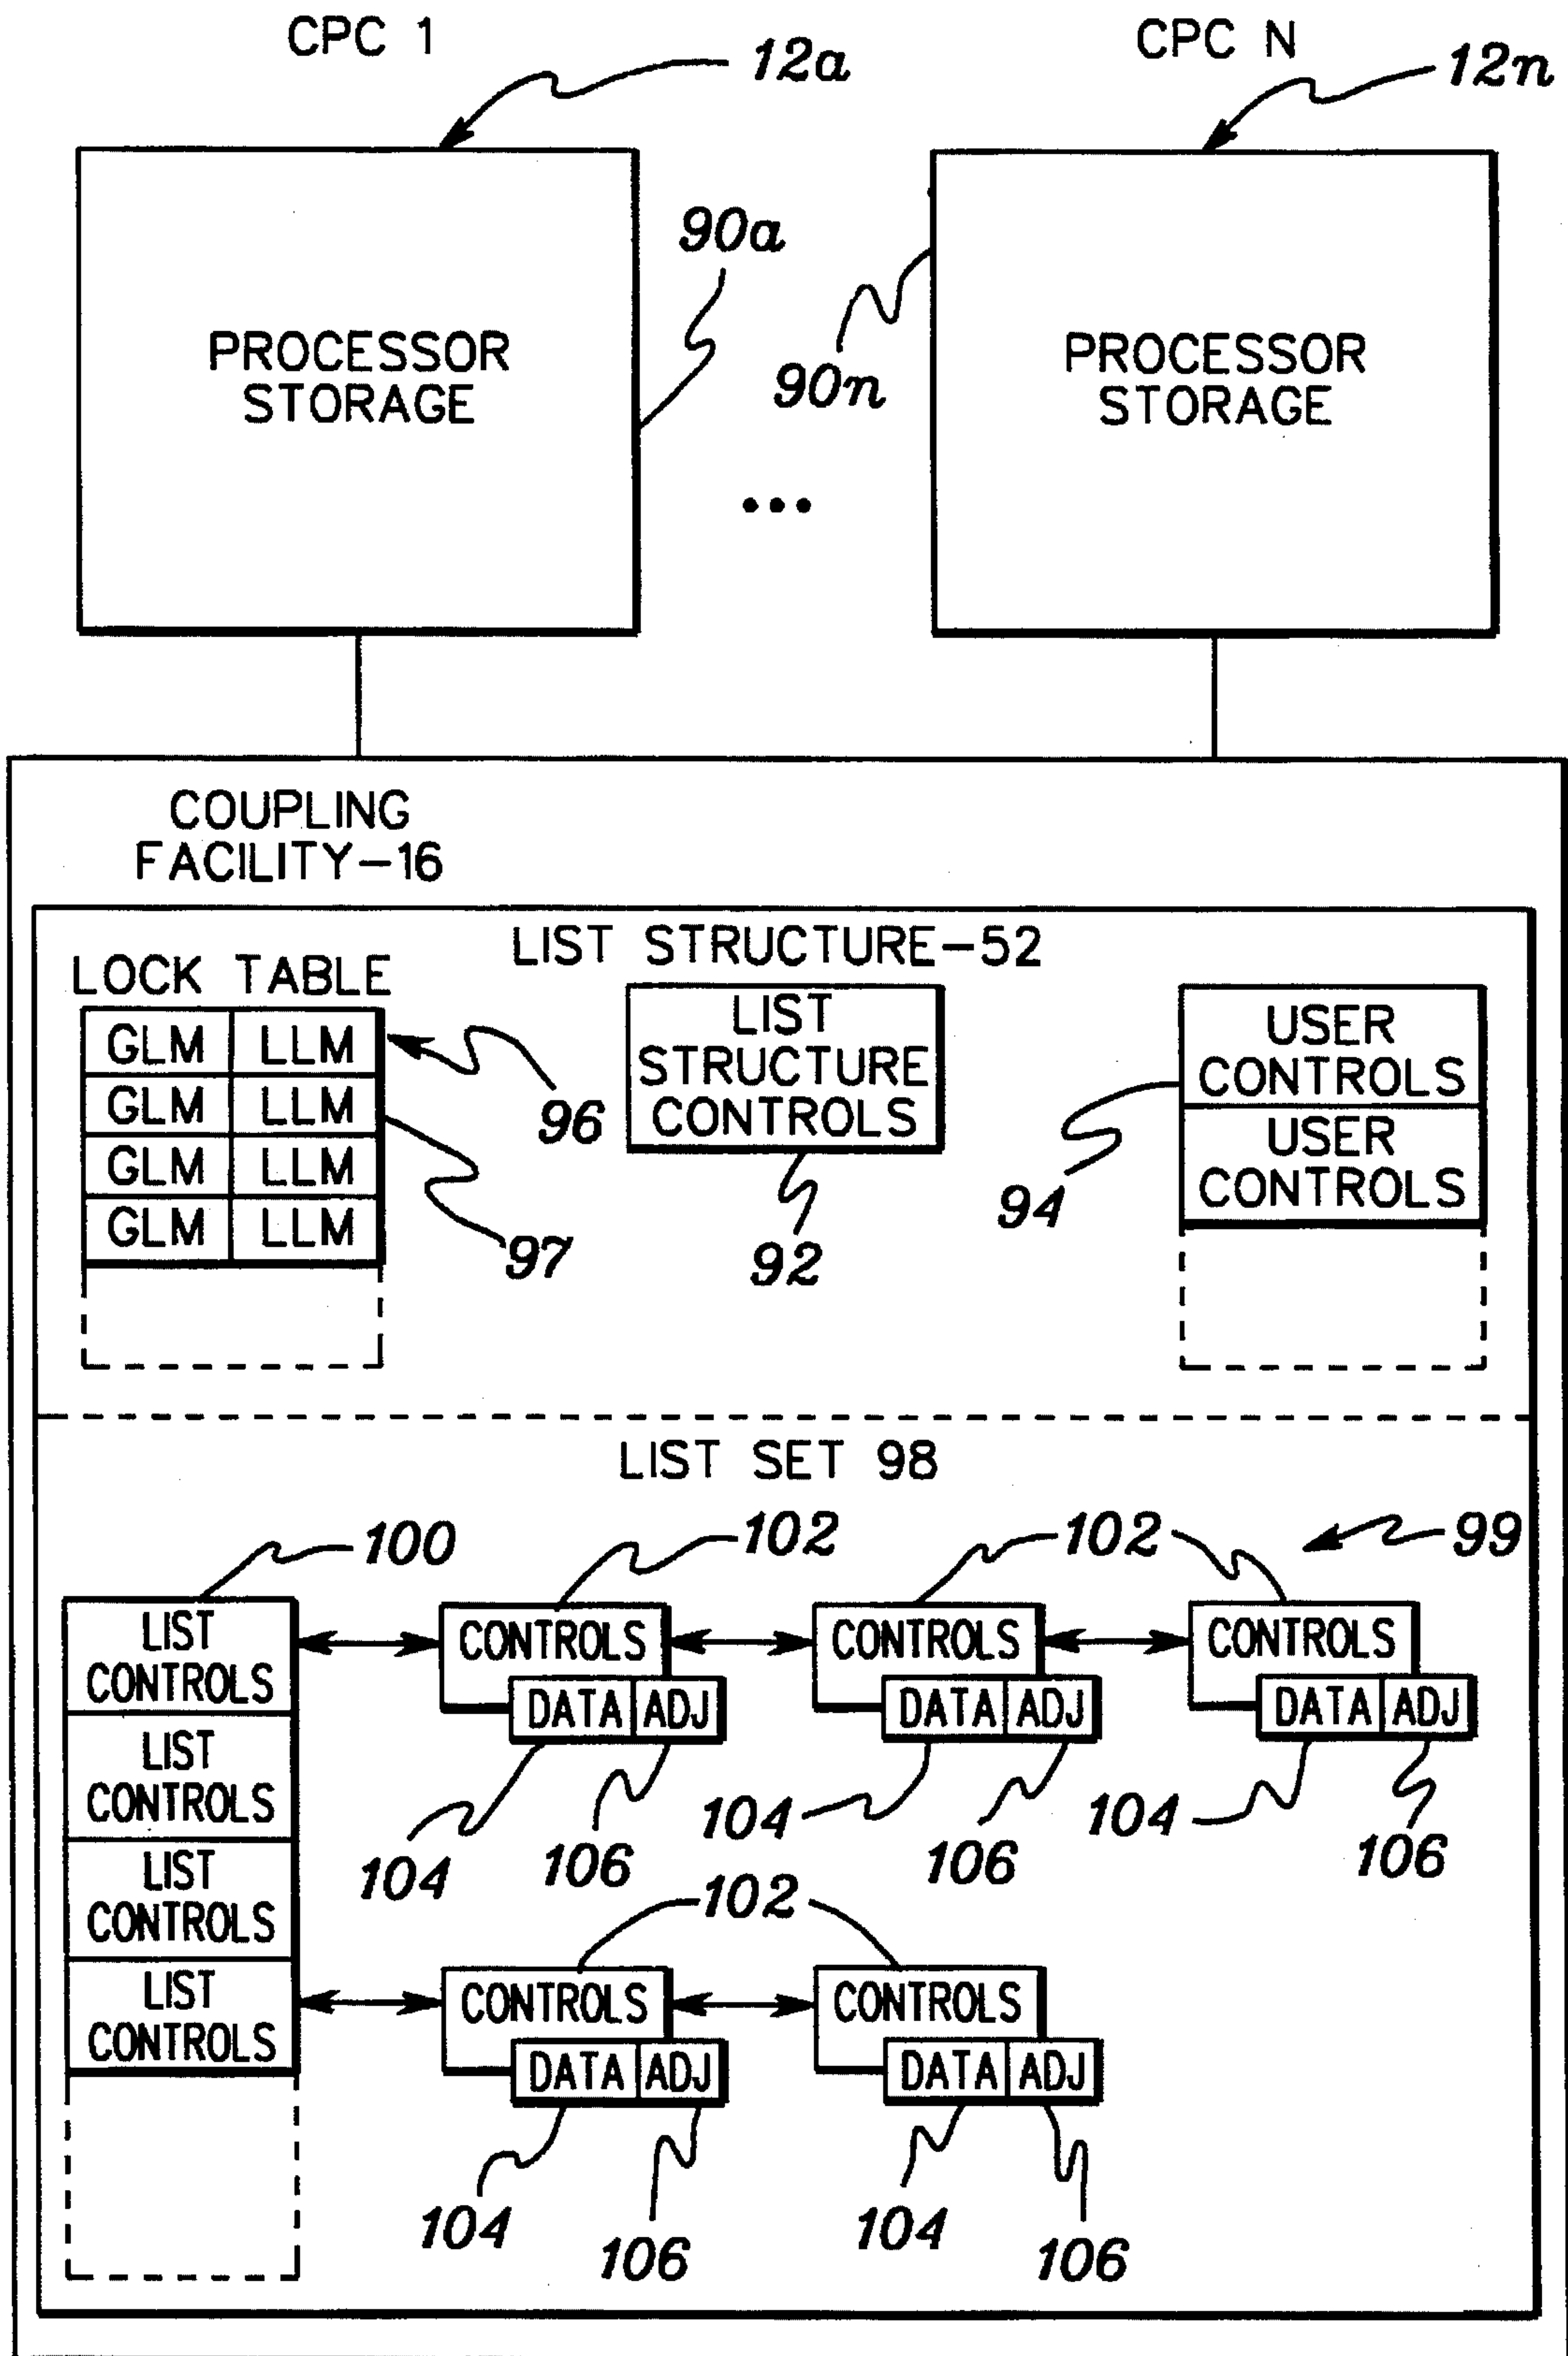 CPC 1
CPC N
12a
12n
90a
90n
PROCESSOR
STORAGE
PROCESSOR
STORAGE
...
COUPLING
FACILITY-16
LIST STRUCTURE-52
LOCK TABLE
GLM LLM
GLM LLM
GLM LLM
GLM LLM
96
97
LIST
STRUCTURE
CONTROLS
92
USER
CONTROLS
USER
CONTROLS
94
LIST SET 98
100
102
102
99
LIST
CONTROLS
LIST
CONTROLS
LIST
CONTROLS
LIST
CONTROLS
CONTROLS
DATA ADJ
CONTROLS
DATA ADJ
CONTROLS
DATA ADJ
104
106
104
106
104
106
102
CONTROLS
DATA ADJ
CONTROLS
DATA ADJ
104
106
104
106